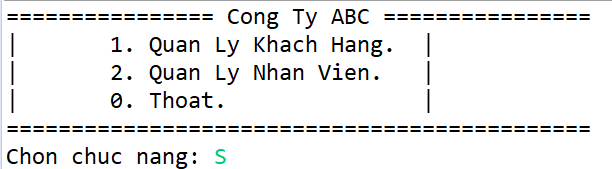 ================ Cong Ty ABC ================
|       1. Quan Ly Khach Hang.  |
|       2. Quan Ly Nhan Vien.   |
|       0. Thoat.               |
=============================================
Chon chuc nang: S